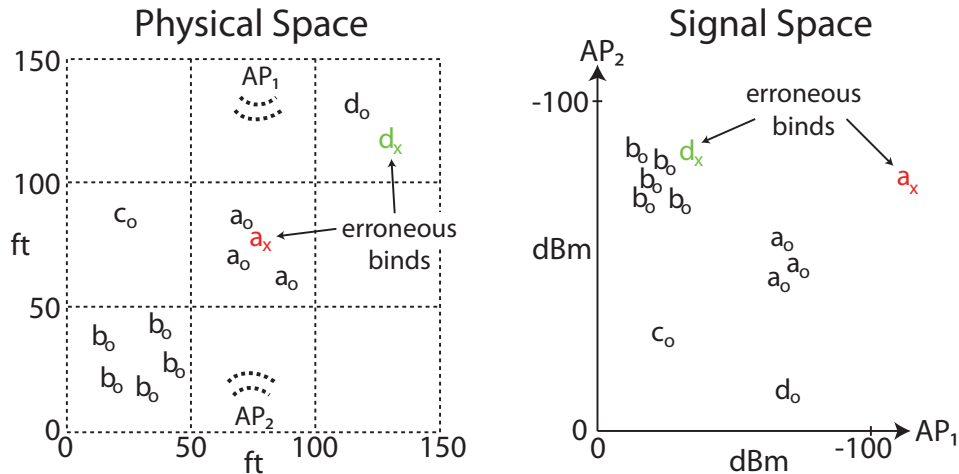 Physical Space
150
AP₁
dₒ
dₓ
100
cₒ
aₒ
aₓ
erroneous
binds
aₒ
aₒ
ft
50
bₒ
bₒ
bₒ
bₒ
bₒ
AP₂
0
0
50
100
150
ft
Signal Space
AP₂
-100
erroneous
binds
bₒ
bₒ
dₓ
bₒ
bₒ
bₒ
aₓ
dBm
aₒ
aₒ
aₒ
cₒ
dₒ
0
AP₁
0
-100
dBm